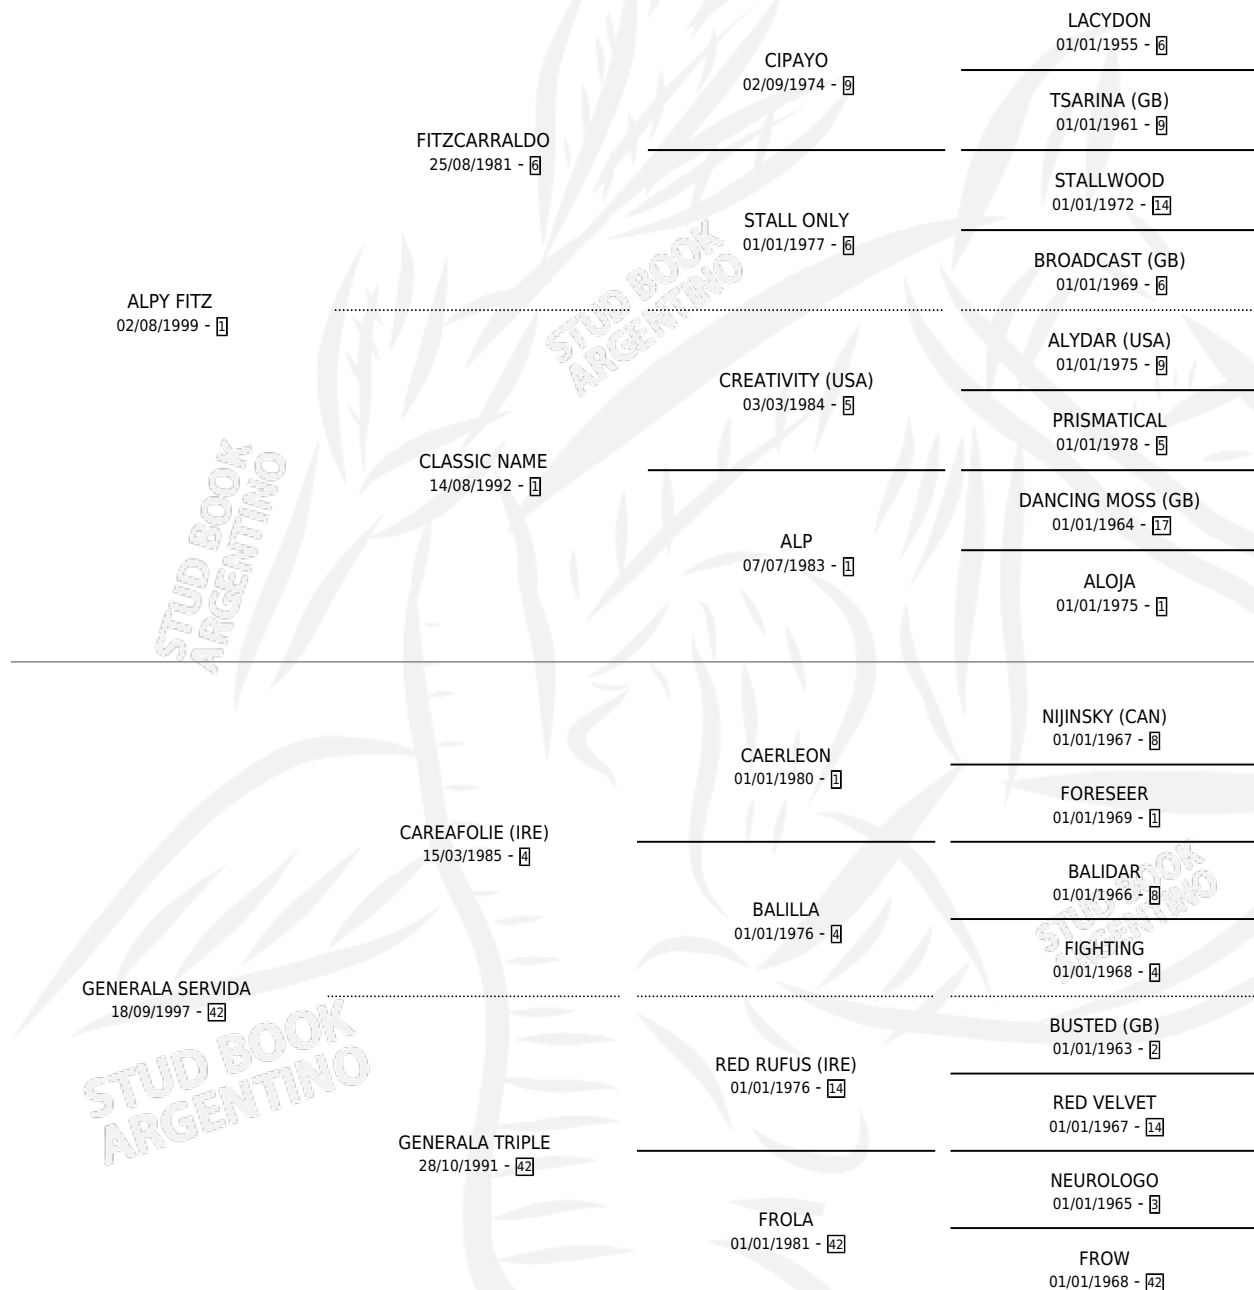 LACYDON
01/01/1955 - 6
CIPAYO
02/09/1974 - 9
TSARINA (GB)
01/01/1961 - 9
FITZCARRALDO
25/08/1981 - 6
STALLWOOD
01/01/1972 - 14
STALL ONLY
01/01/1977 - 6
BROADCAST (GB)
01/01/1969 - 6
ALPY FITZ
02/08/1999 - 1
ALYDAR (USA)
01/01/1975 - 9
CREATIVITY (USA)
03/03/1984 - 5
PRISMATICAL
01/01/1978 - 5
CLASSIC NAME
14/08/1992 - 1
DANCING MOSS (GB)
01/01/1964 - 17
ALP
07/07/1983 - 1
ALOJA
01/01/1975 - 1
STUD BOOK
ARGENTINO
STUD BOOK
ARGENTINO
NIJINSKY (CAN)
01/01/1967 - 8
CAERLEON
01/01/1980 - 1
FORESEER
01/01/1969 - 1
CAREAFOLIE (IRE)
15/03/1985 - 4
BALIDAR
01/01/1966 - 8
BALILLA
01/01/1976 - 4
FIGHTING
01/01/1968 - 4
GENERALA SERVIDA
18/09/1997 - 42
BUSTED (GB)
01/01/1963 - 2
RED RUFUS (IRE)
01/01/1976 - 14
RED VELVET
01/01/1967 - 14
GENERALA TRIPLE
28/10/1991 - 42
NEUROLOGO
01/01/1965 - 3
FROLA
01/01/1981 - 42
FROW
01/01/1968 - 42
STUD BOOK
ARGENTINO
STUD BOOK
ARGENTINO